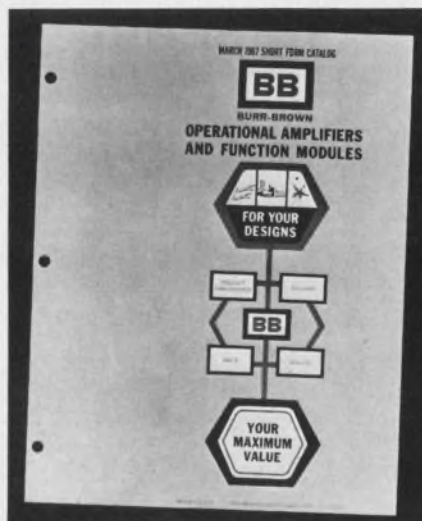 MARCH 1967 SHORT FORM CATALOG
BB
BURR-BROWN
OPERATIONAL AMPLIFIERS
AND FUNCTION MODULES
FOR YOUR
DESIGNS
BB
YOUR
MAXIMUM
VALUE